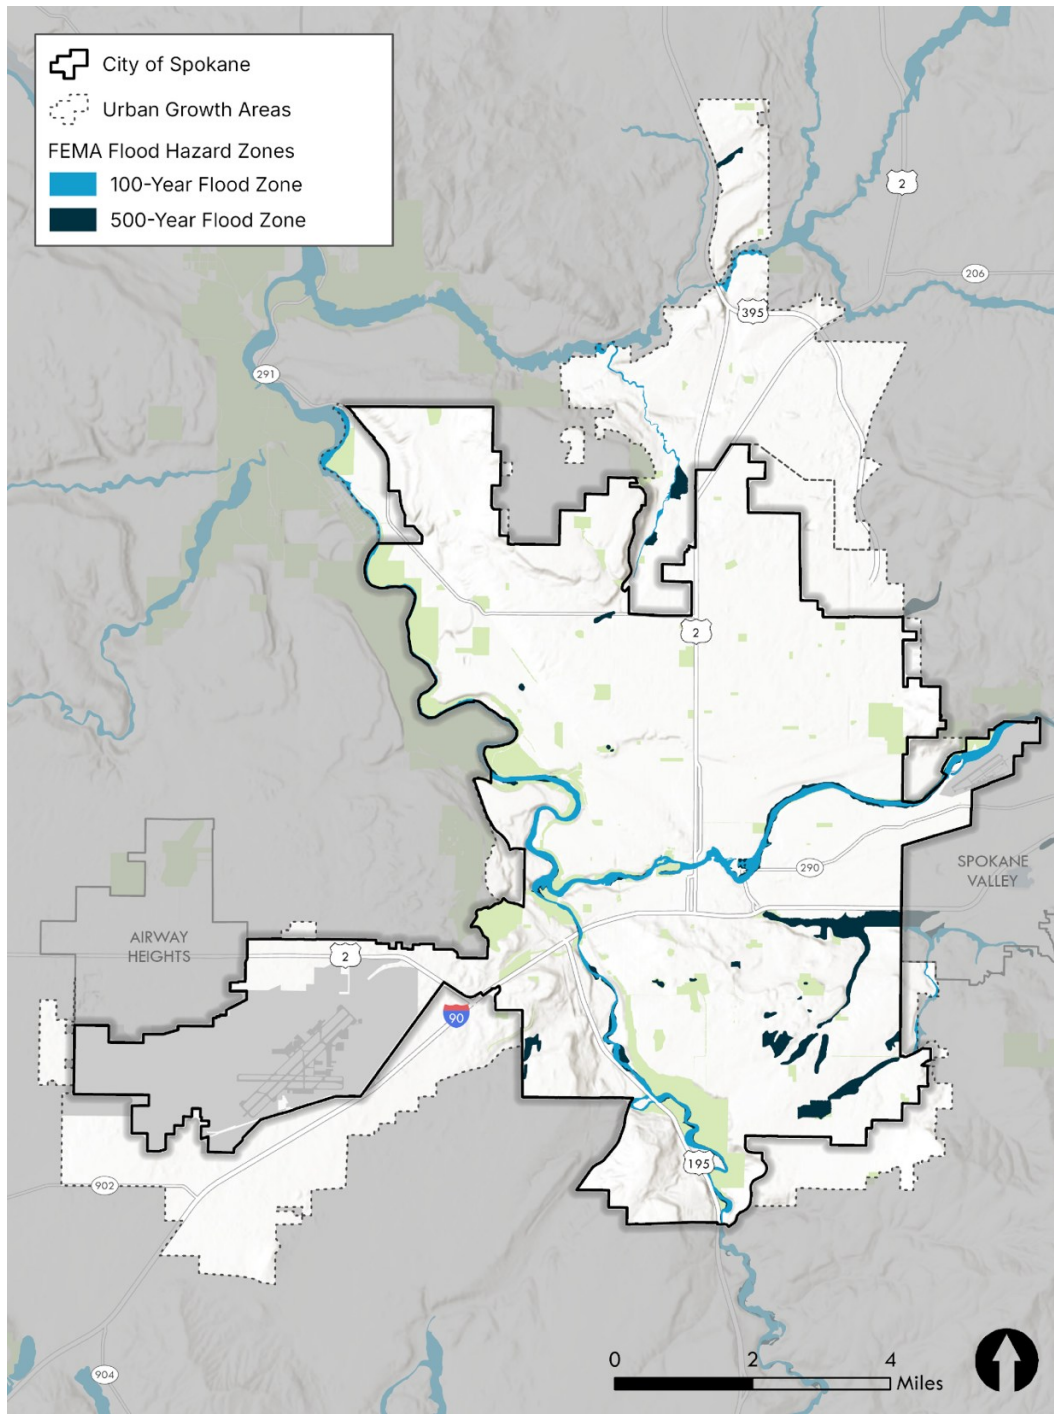 City of Spokane
Urban Growth Areas
FEMA Flood Hazard Zones
100-Year Flood Zone
500-Year Flood Zone
2
206
395
291
2
290
SPOKANE
VALLEY
AIRWAY
HEIGHTS
2
90
195
902
904
0 2 4
Miles